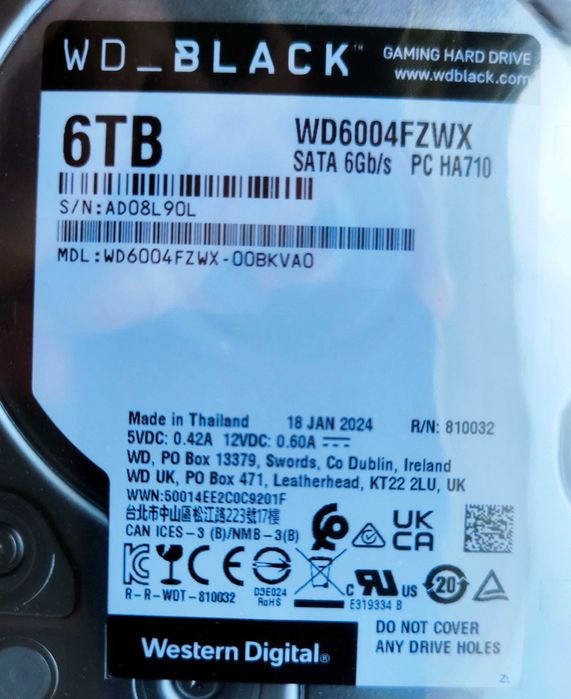 WD_BLACK™ GAMING HARD DRIVE
www.wdblack.com
6TB WD6004FZWX
SATA 6Gb/s PC HA710
S/N:AD08L90L
MDL:WD6004FZWX-00BKVA0
Made in Thailand 18 JAN 2024 R/N: 810032
5VDC: 0.42A 12VDC: 0.60A
WD, PO Box 13379, Swords, Co Dublin, Ireland
WD UK, PO Box 471, Leatherhead, KT22 2LU, UK
WWN:50014EE2C0C9201F
台北市中山區松江路223號17樓
CAN ICES-3 (B)/NMB-3(B)
UK
CA
CE
R-R-WDT-810032
D3E024
RoHS
c RU US
E319334 B
20
DO NOT COVER
ANY DRIVE HOLES
Western Digital®